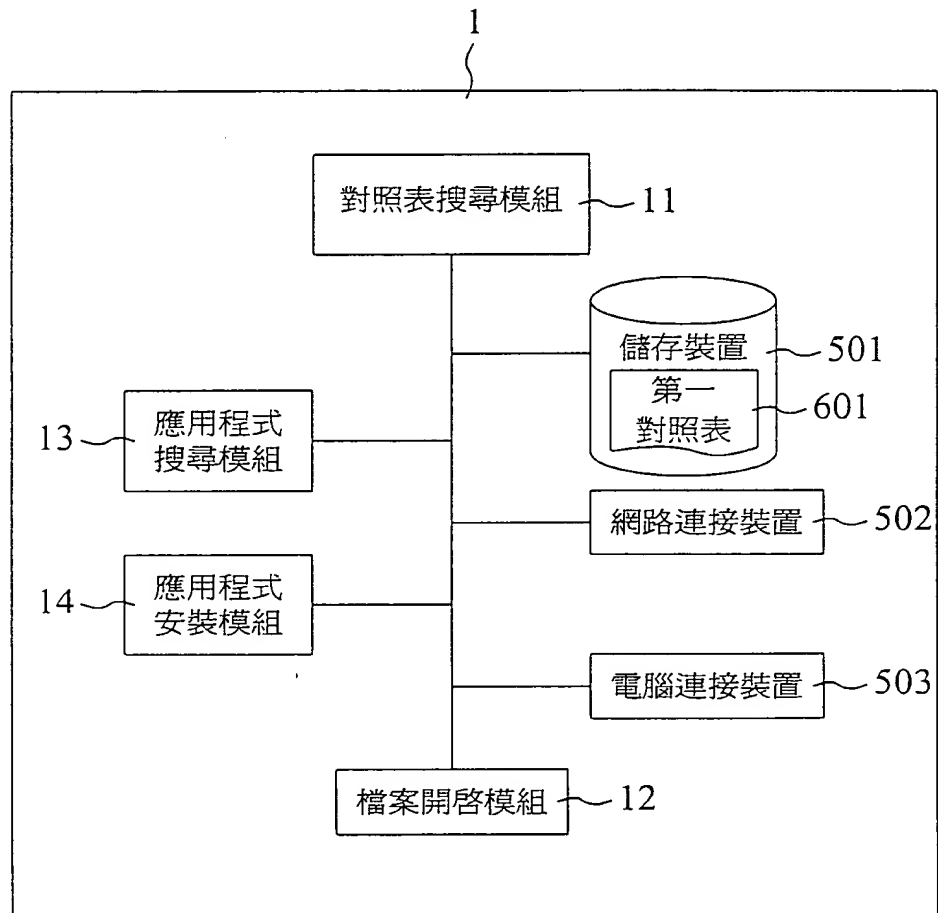 1
對照表搜尋模組
11
儲存裝置
501
第一
對照表
601
13
應用程式
搜尋模組
網路連接裝置
502
14
應用程式
安裝模組
電腦連接裝置
503
檔案開啓模組
12